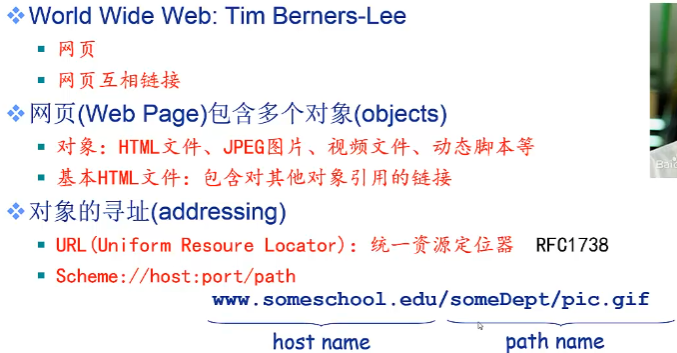 World Wide Web: Tim Berners-Lee
网页
网页互相链接
网页(Web Page)包含多个对象(objects)
对象：HTML文件、JPEG图片、视频文件、动态脚本等
基本HTML文件：包含对其他对象引用的链接
对象的寻址(addressing)
URL(Uniform Resoure Locator)：统一资源定位器 RFC1738
Scheme://host:port/path
www.someschool.edu/someDept/pic.gif
host name path name